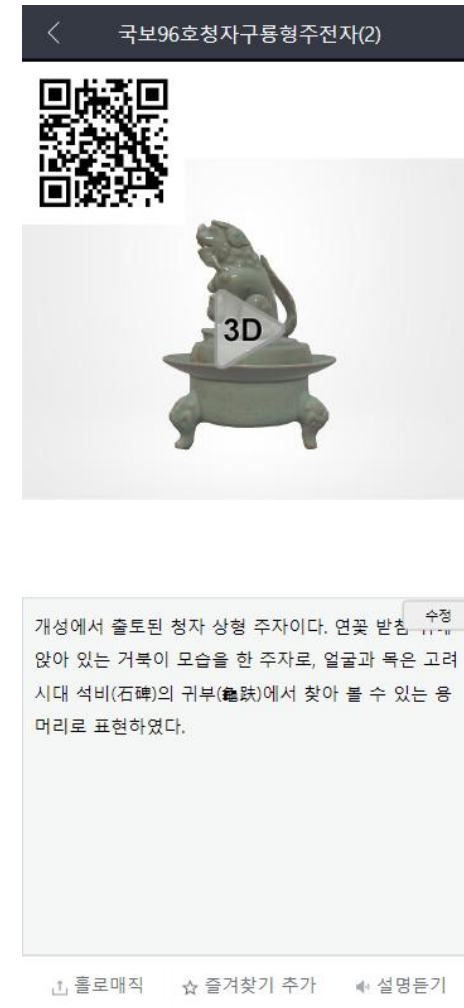 국보96호청자구룡형주전자(2)
3D
수정
개성에서 출토된 청자 상형 주자이다. 연꽃 받침
앉아 있는 거북이 모습을 한 주자로, 얼굴과 목은 고려
시대 석비(石碑)의 귀부(龜趺)에서 찾아 볼 수 있는 용
머리로 표현하였다.
홀로매직 즐겨찾기 추가 설명듣기